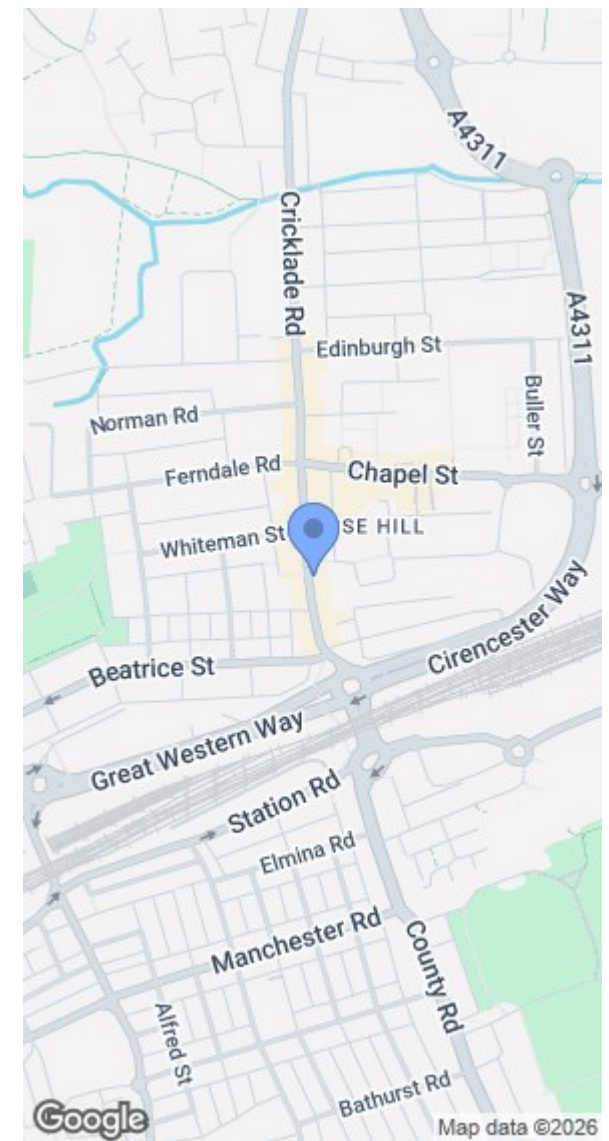 A4311
Cricklade Rd
A4311
Edinburgh St
Buller St
Norman Rd
Ferndale Rd
Chapel St
Whiteman St
SE HILL
Cirencester Way
Beatrice St
Great Western Way
Station Rd
Elmina Rd
Manchester Rd
County Rd
Alfred St
Bathurst Rd
Google
Map data ©2026